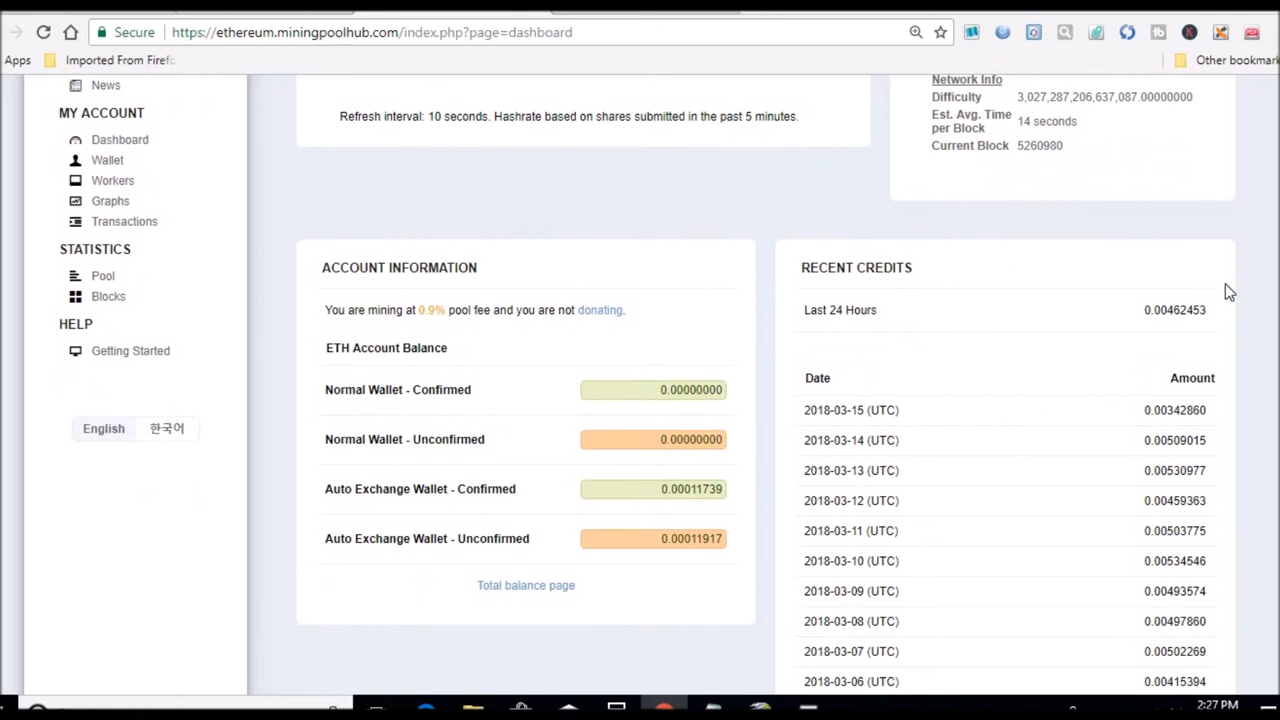 Secure https://ethereum.miningpoolhub.com/index.php?page=dashboard
Apps Imported From Firefo
Other bookmark
News
MY ACCOUNT
Dashboard
Wallet
Workers
Graphs
Transactions
STATISTICS
Pool
Blocks
HELP
Getting Started
English 한국어
Refresh interval: 10 seconds. Hashrate based on shares submitted in the past 5 minutes.
Network Info
Difficulty 3,027,287,206,637,087.00000000
Est. Avg. Time per Block 14 seconds
Current Block 5260980
ACCOUNT INFORMATION
You are mining at 0.9% pool fee and you are not donating.
ETH Account Balance
Normal Wallet - Confirmed 0.00000000
Normal Wallet - Unconfirmed 0.00000000
Auto Exchange Wallet - Confirmed 0.00011739
Auto Exchange Wallet - Unconfirmed 0.00011917
Total balance page
RECENT CREDITS
Last 24 Hours 0.00462453
Date Amount
2018-03-15 (UTC) 0.00342860
2018-03-14 (UTC) 0.00509015
2018-03-13 (UTC) 0.00530977
2018-03-12 (UTC) 0.00459363
2018-03-11 (UTC) 0.00503775
2018-03-10 (UTC) 0.00534546
2018-03-09 (UTC) 0.00493574
2018-03-08 (UTC) 0.00497860
2018-03-07 (UTC) 0.00502269
2018-03-06 (UTC) 0.00415394
2:27 PM